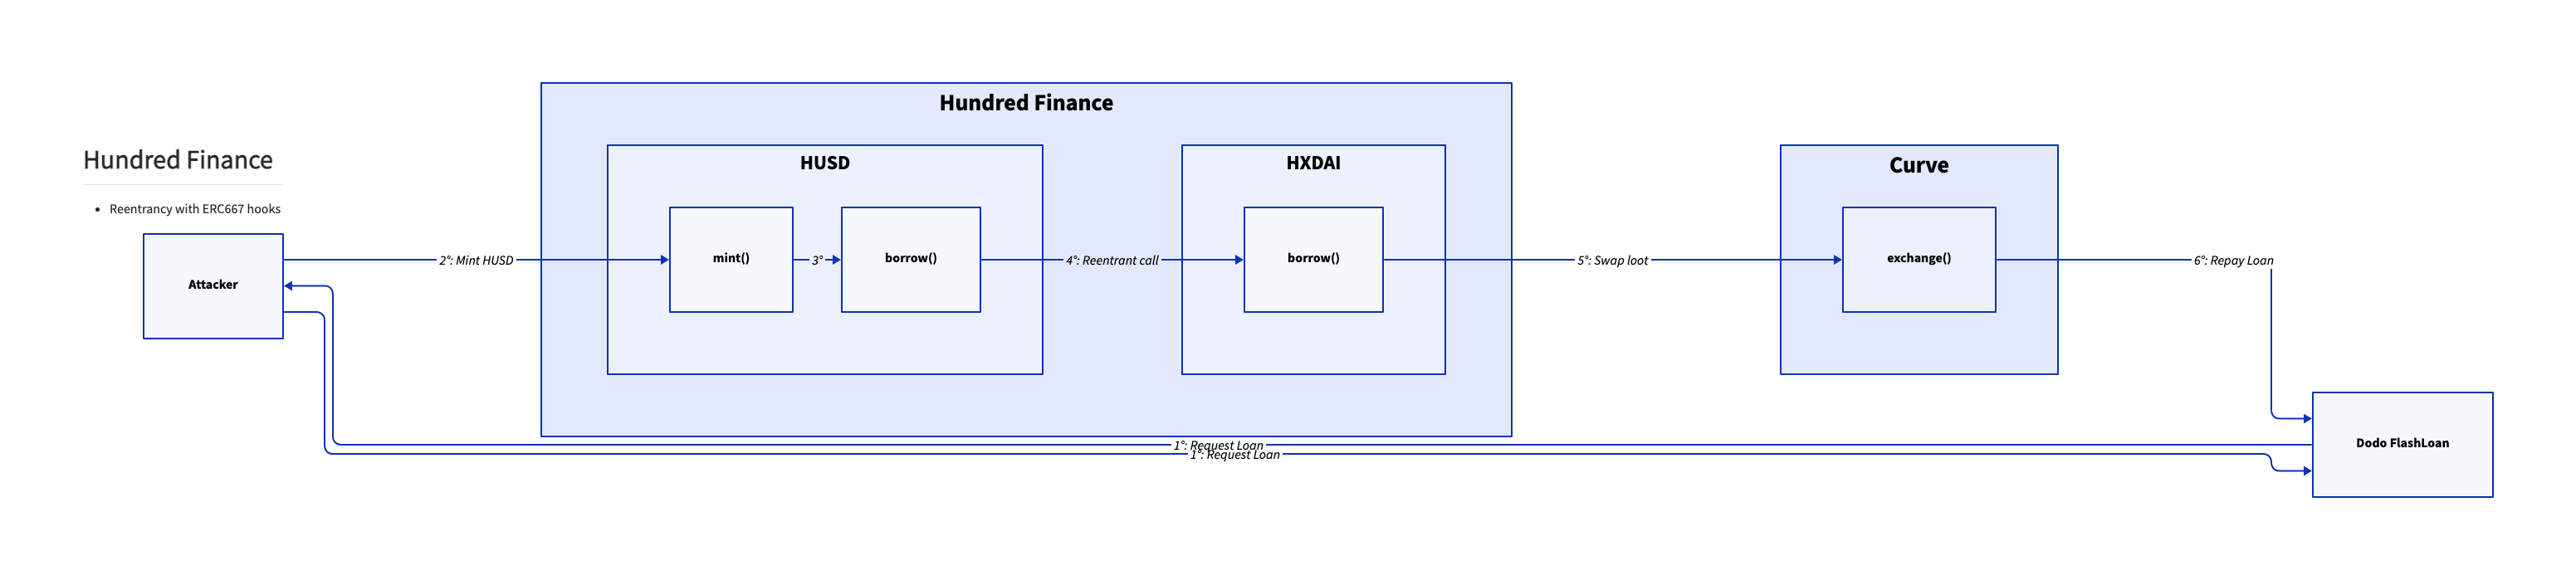 Hundred Finance
Reentrancy with ERC667 hooks
Hundred Finance
HUSD
HXDAI
Curve
Attacker
2°: Mint HUSD
mint()
3°
borrow()
4°: Reentrant call
borrow()
5°: Swap loot
exchange()
6°: Repay Loan
1°: Request Loan
1°: Request Loan
Dodo FlashLoan